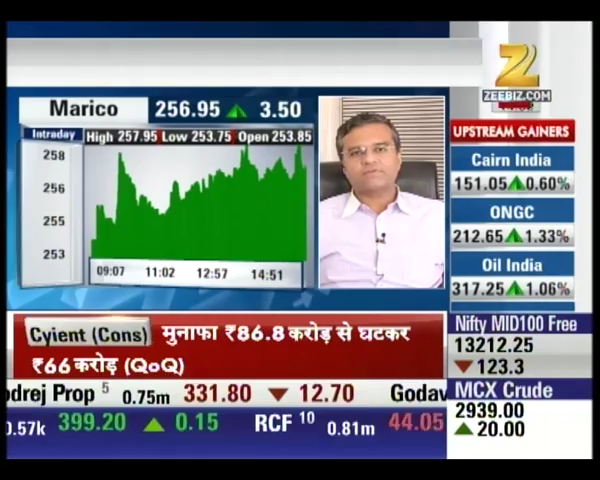 ZEEBIZ.COM
Marico 256.95 3.50
Intraday High 257.95 Low 253.75 Open 253.85
258
256
255
253
09:07 11:02 12:57 14:51
UPSTREAM GAINERS
Cairn India
151.05 0.60%
ONGC
212.65 1.33%
Oil India
317.25 1.06%
Cyient (Cons) मुनाफा ₹86.8 करोड़ से घटकर
₹66 करोड़ (QoQ)
Nifty MID100 Free
13212.25
123.3
MCX Crude
2939.00
20.00
odrej Prop 5 0.75m 331.80 12.70 Godav
0.57k 399.20 0.15 RCF 10 0.81m 44.05